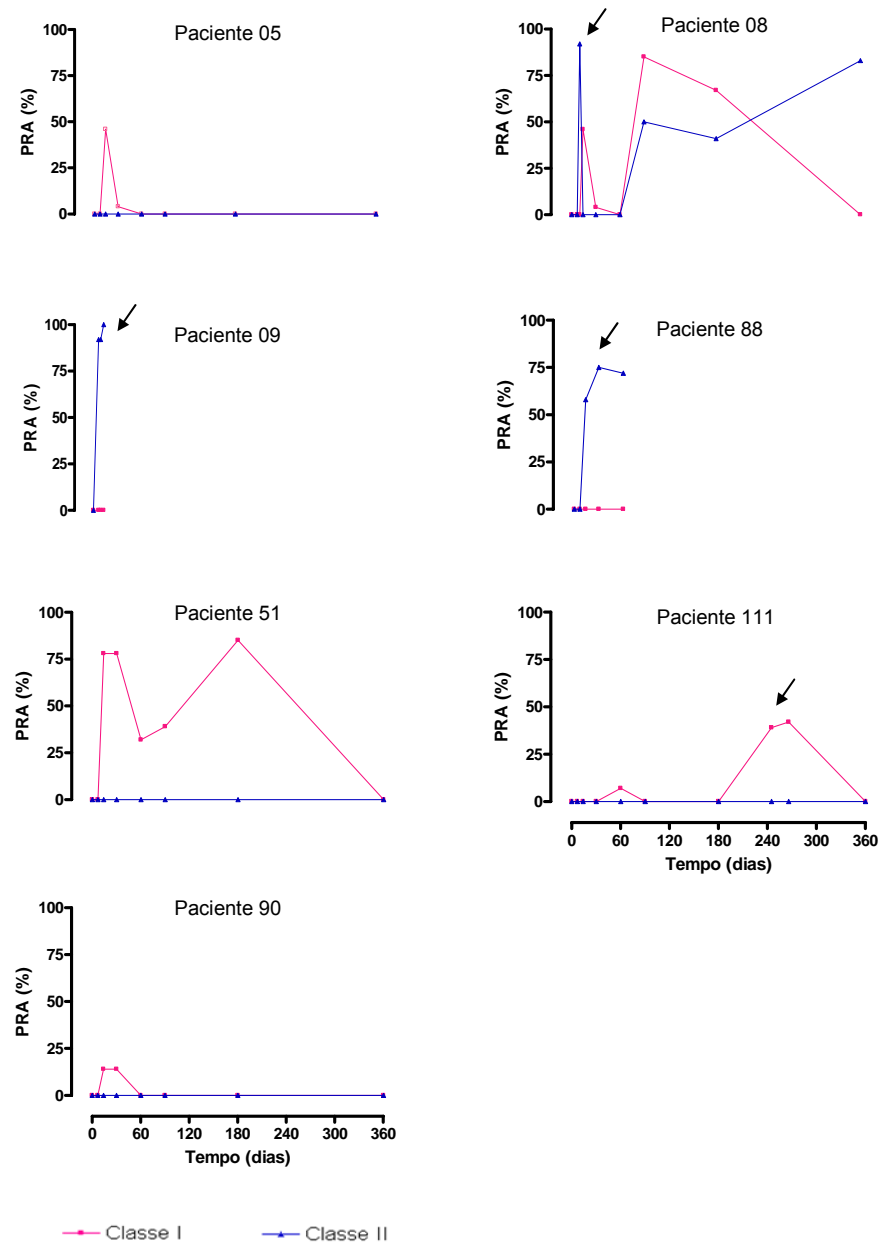 Paciente 05
100
75
50
25
0
PRA (%)
Paciente 08
100
75
50
25
0
PRA (%)
Paciente 09
100
75
50
25
0
PRA (%)
Paciente 88
100
75
50
25
0
PRA (%)
Paciente 51
100
75
50
25
0
PRA (%)
Paciente 111
100
75
50
25
0
PRA (%)
0 60 120 180 240 300 360
Tempo (dias)
Paciente 90
100
75
50
25
0
PRA (%)
0 60 120 180 240 300 360
Tempo (dias)
Classe I Classe II